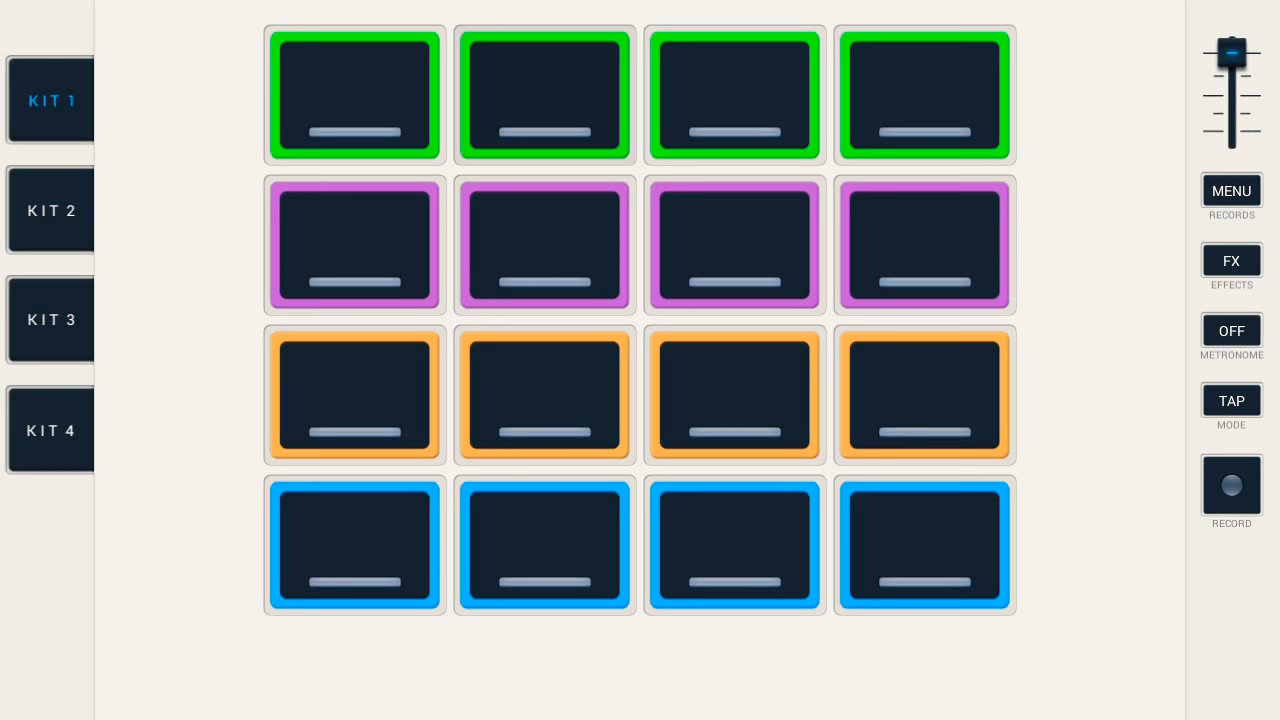 KIT 1
KIT 2
KIT 3
KIT 4
MENU
RECORDS
FX
EFFECTS
OFF
METRONOME
TAP
MODE
RECORD